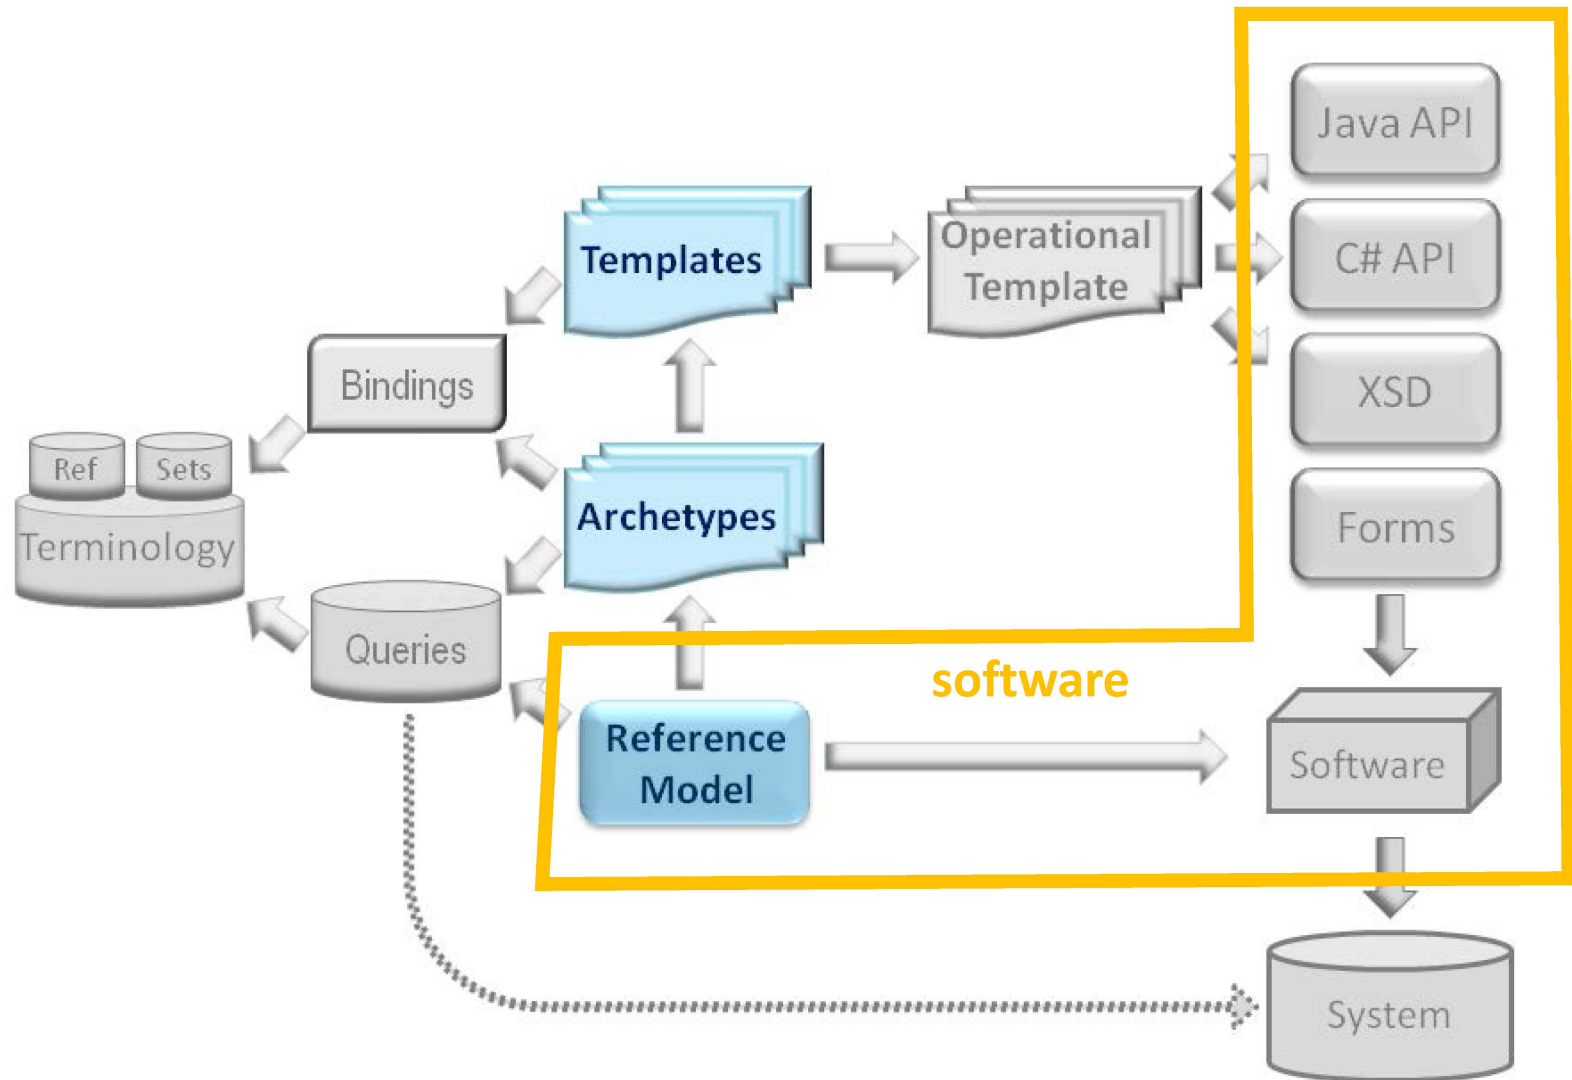 Java API
Templates
Operational
Template
C# API
Bindings
XSD
Ref
Sets
Terminology
Archetypes
Forms
Queries
software
Reference
Model
Software
System